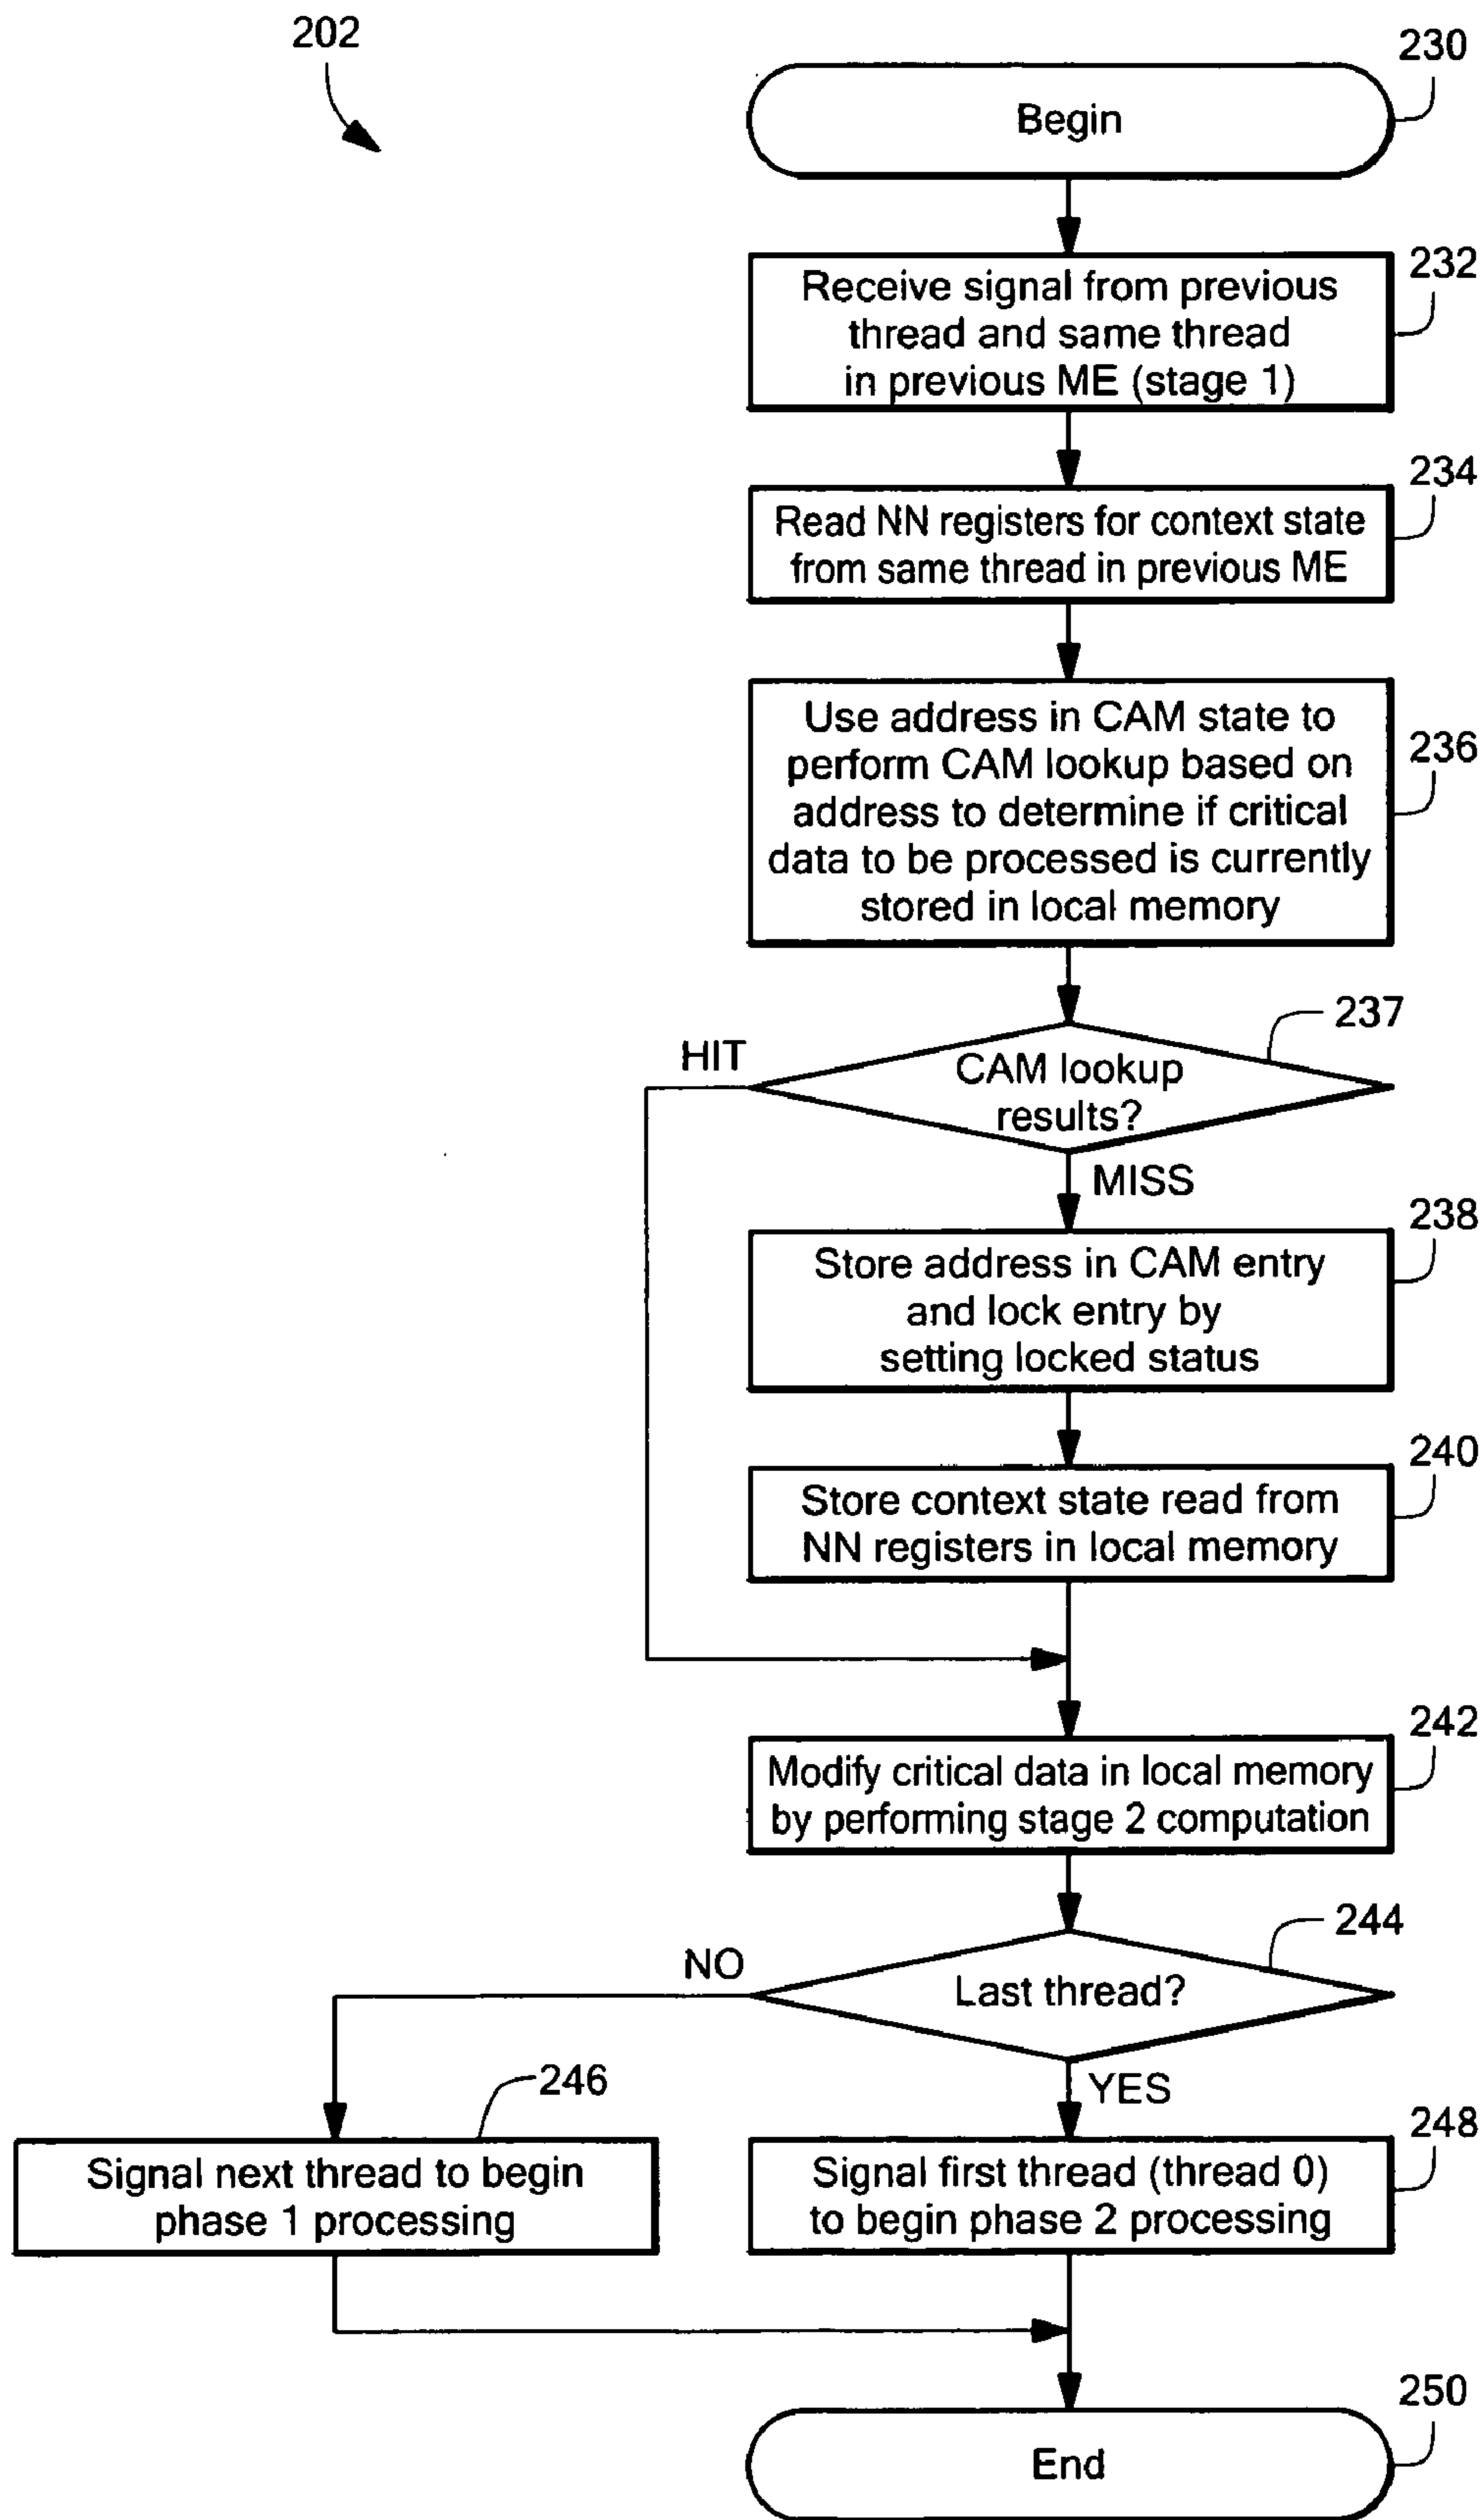 202
230
Begin
232
Receive signal from previous
thread and same thread
in previous ME (stage 1)
234
Read NN registers for context state
from same thread in previous ME
236
Use address in CAM state to
perform CAM lookup based on
address to determine if critical
data to be processed is currently
stored in local memory
237
HIT
CAM lookup
results?
MISS
238
Store address in CAM entry
and lock entry by
setting locked status
240
Store context state read from
NN registers in local memory
242
Modify critical data in local memory
by performing stage 2 computation
244
NO
Last thread?
YES
246
Signal next thread to begin
phase 1 processing
248
Signal first thread (thread 0)
to begin phase 2 processing
250
End